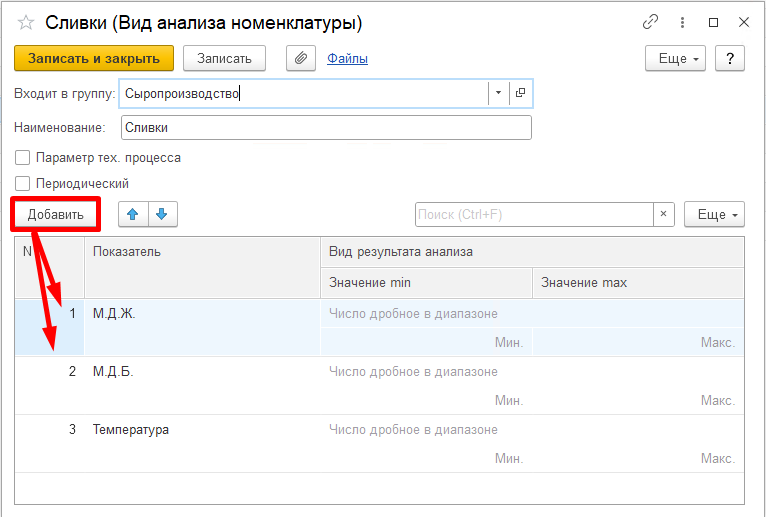 Сливки (Вид анализа номенклатуры)
Записать и закрыть Записать Файлы Еще ?
Входит в группу: Сыропроизводство
Наименование: Сливки
Параметр тех. процесса
Периодический
Добавить Поиск (Ctrl+F) × Еще
N Показатель Вид результата анализа
Значение min Значение max
1 М.Д.Ж. Число дробное в диапазоне
Мин. Макс.
2 М.Д.Б. Число дробное в диапазоне
Мин. Макс.
3 Температура Число дробное в диапазоне
Мин. Макс.